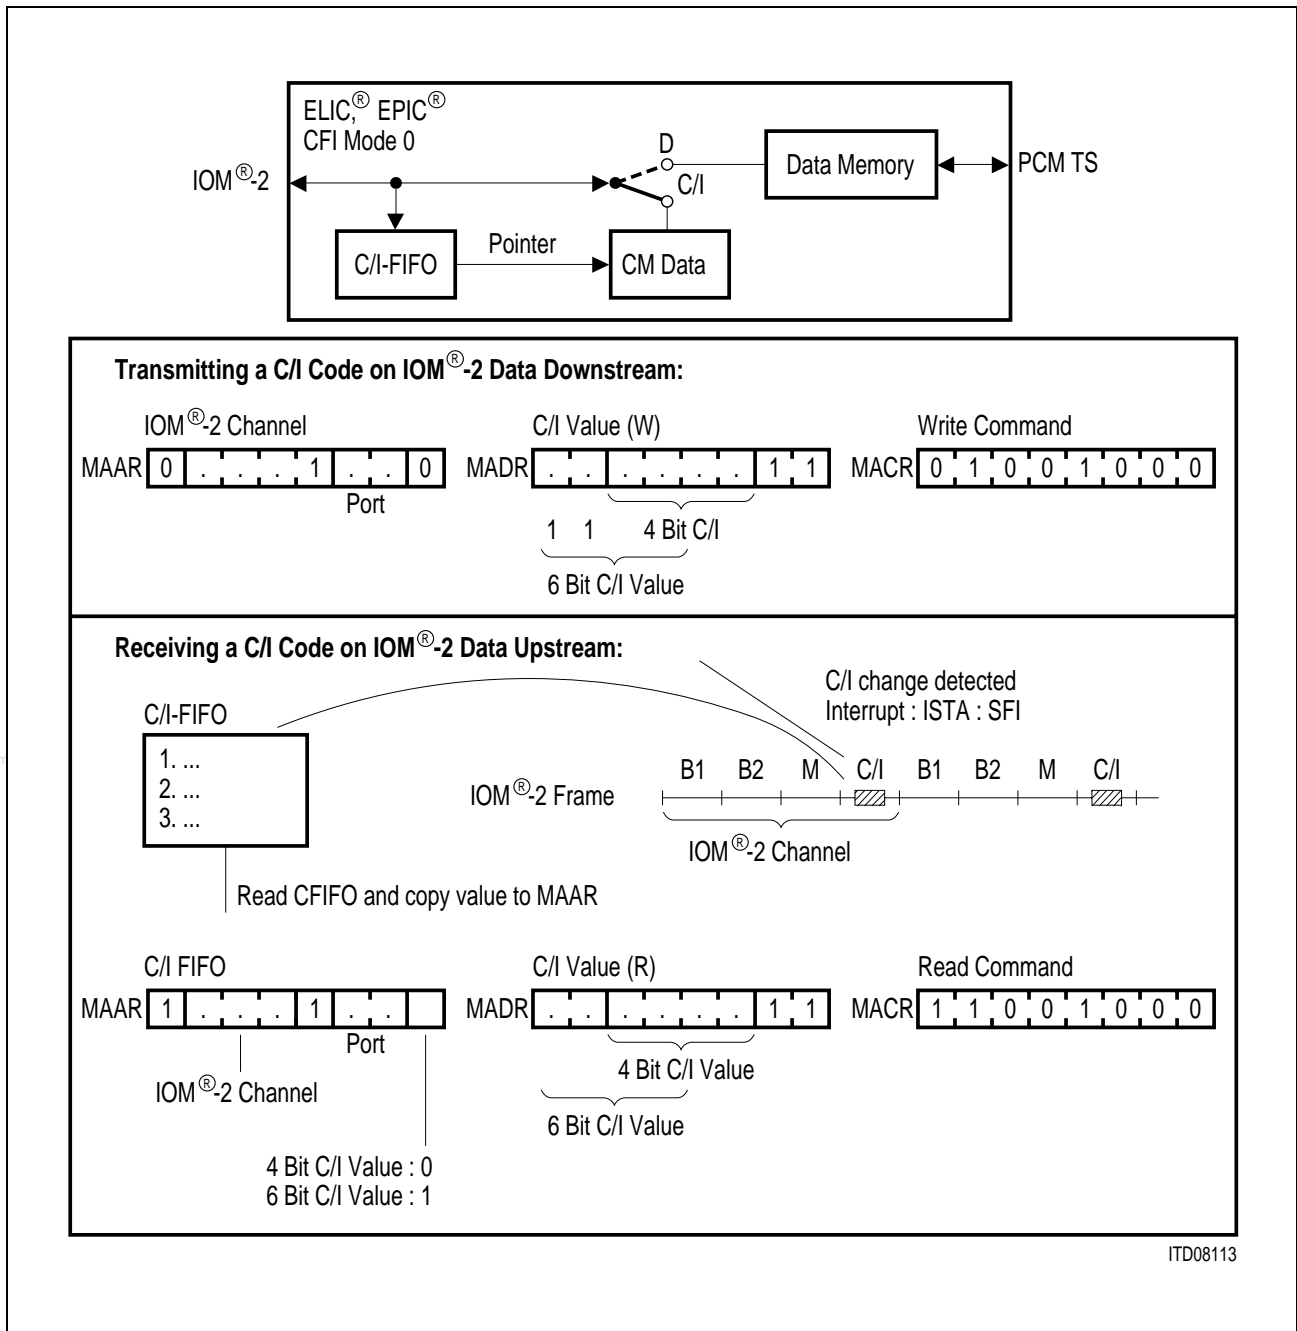 ELIC,® EPIC®
CFI Mode 0
IOM®-2
D
C/I
Data Memory
PCM TS
C/I-FIFO
Pointer
CM Data
Transmitting a C/I Code on IOM®-2 Data Downstream:
IOM®-2 Channel
C/I Value (W)
Write Command
MAAR 0 . . . 1 . . 0
MADR . . . . . . 1 1
MACR 0 1 0 0 1 0 0 0
Port
1 1 4 Bit C/I
6 Bit C/I Value
Receiving a C/I Code on IOM®-2 Data Upstream:
C/I change detected
Interrupt : ISTA : SFI
C/I-FIFO
1. ...
2. ...
3. ...
B1 B2 M C/I B1 B2 M C/I
IOM®-2 Frame
IOM®-2 Channel
Read CFIFO and copy value to MAAR
C/I FIFO
C/I Value (R)
Read Command
MAAR 1 . . . 1 . .
MADR . . . . . . 1 1
MACR 1 1 0 0 1 0 0 0
Port
4 Bit C/I Value
IOM®-2 Channel
6 Bit C/I Value
4 Bit C/I Value : 0
6 Bit C/I Value : 1
ITD08113